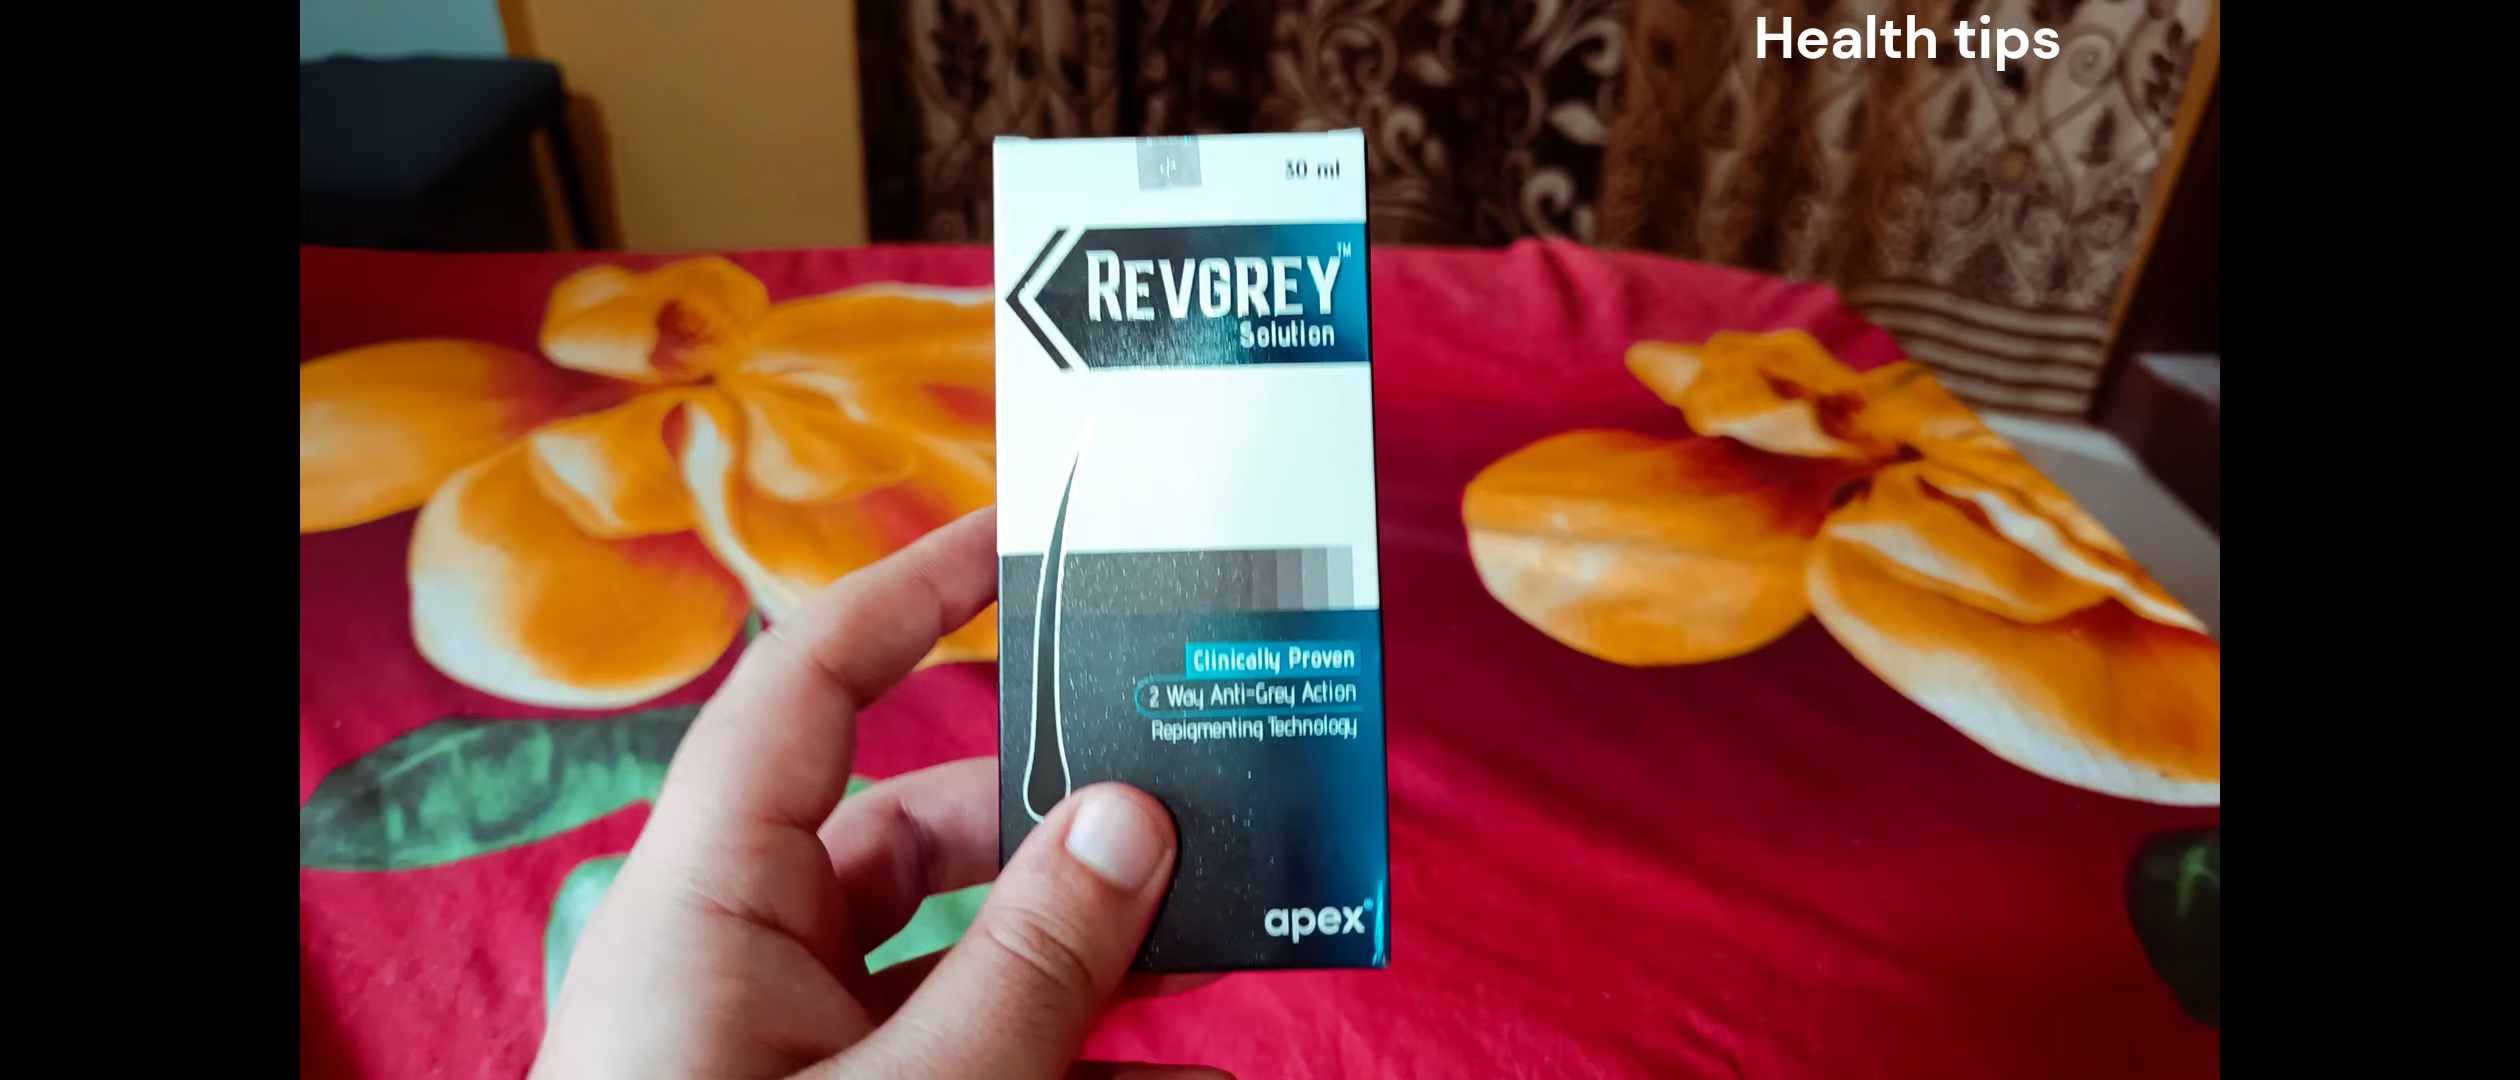 Health tips
30 ml
REVGREY™
Solution
Clinically Proven
2 Way Anti-Grey Action
Repigmenting Technology
apex®